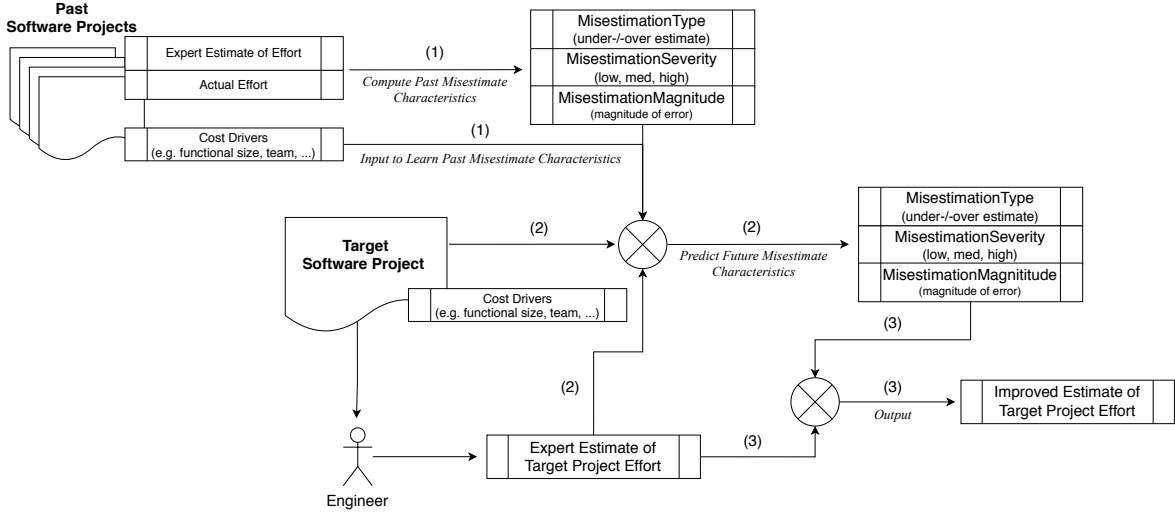 Past
Software Projects
Expert Estimate of Effort
Actual Effort
Cost Drivers
(e.g. functional size, team, ...)
(1)
Compute Past Misestimate
Characteristics
(1)
Input to Learn Past Misestimate Characteristics
MisestimationType
(under-/-over estimate)
MisestimationSeverity
(low, med, high)
MisestimationMagnitude
(magnitude of error)
Target
Software Project
Cost Drivers
(e.g. functional size, team, ...)
(2)
(2)
Predict Future Misestimate
Characteristics
MisestimationType
(under-/-over estimate)
MisestimationSeverity
(low, med, high)
MisestimationMagnititude
(magnitude of error)
(2)
(3)
(3)
Output
Improved Estimate of
Target Project Effort
Engineer
Expert Estimate of
Target Project Effort
(3)